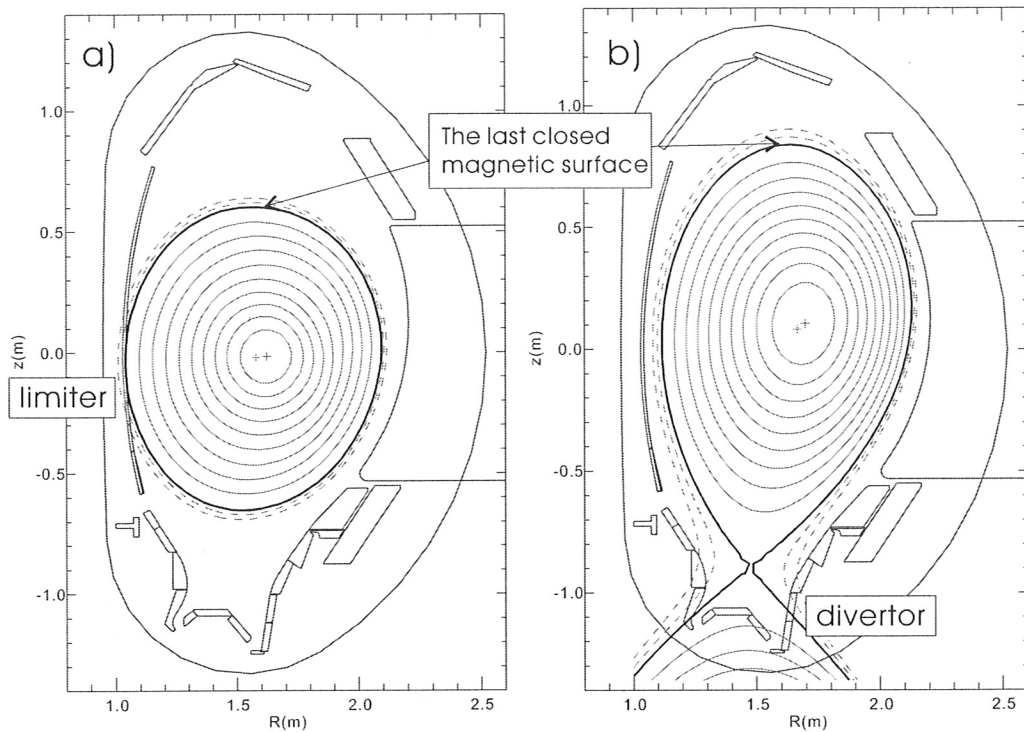 a)
b)
The last closed
magnetic surface
limiter
divertor
z(m)
1.0
0.5
0.0
-0.5
-1.0
1.0
1.5
2.0
2.5
R(m)
z(m)
1.0
0.5
0.0
-0.5
-1.0
1.0
1.5
2.0
2.5
R(m)